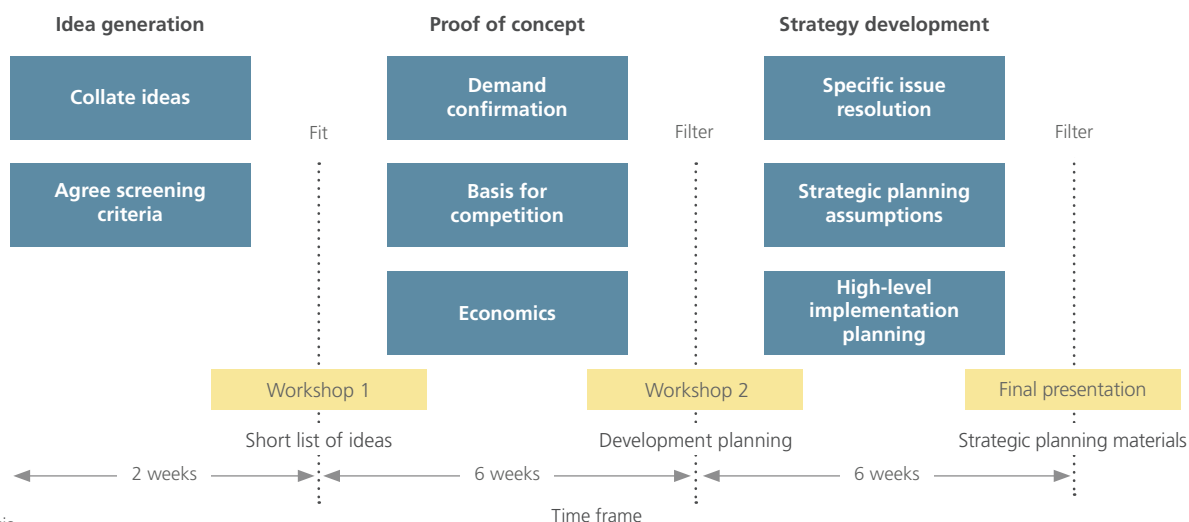 Idea generation
Proof of concept
Strategy development
Collate ideas
Demand
confirmation
Specific issue
resolution
Fit
Filter
Filter
Agree screening
criteria
Basis for
competition
Strategic planning
assumptions
Economics
High-level
implementation
planning
Workshop 1
Workshop 2
Final presentation
Short list of ideas
Development planning
Strategic planning materials
2 weeks
6 weeks
6 weeks
Time frame